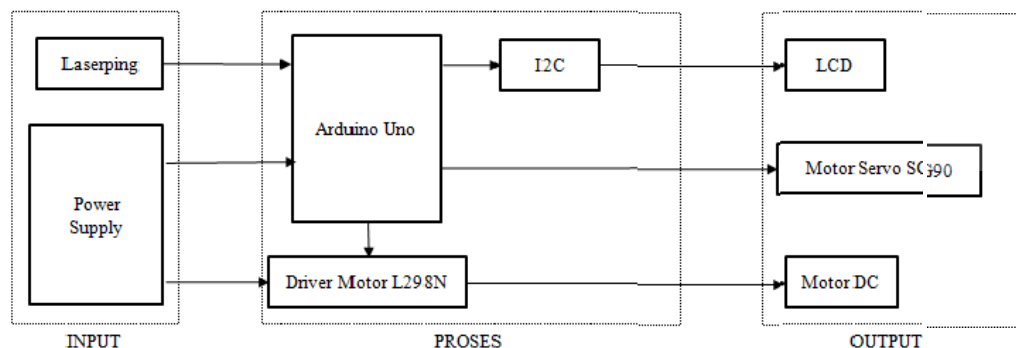 Laserping
I2C
LCD
Arduino Uno
Motor Servo SG90
Power
Supply
Driver Motor L298N
Motor DC
INPUT
PROSES
OUTPUT